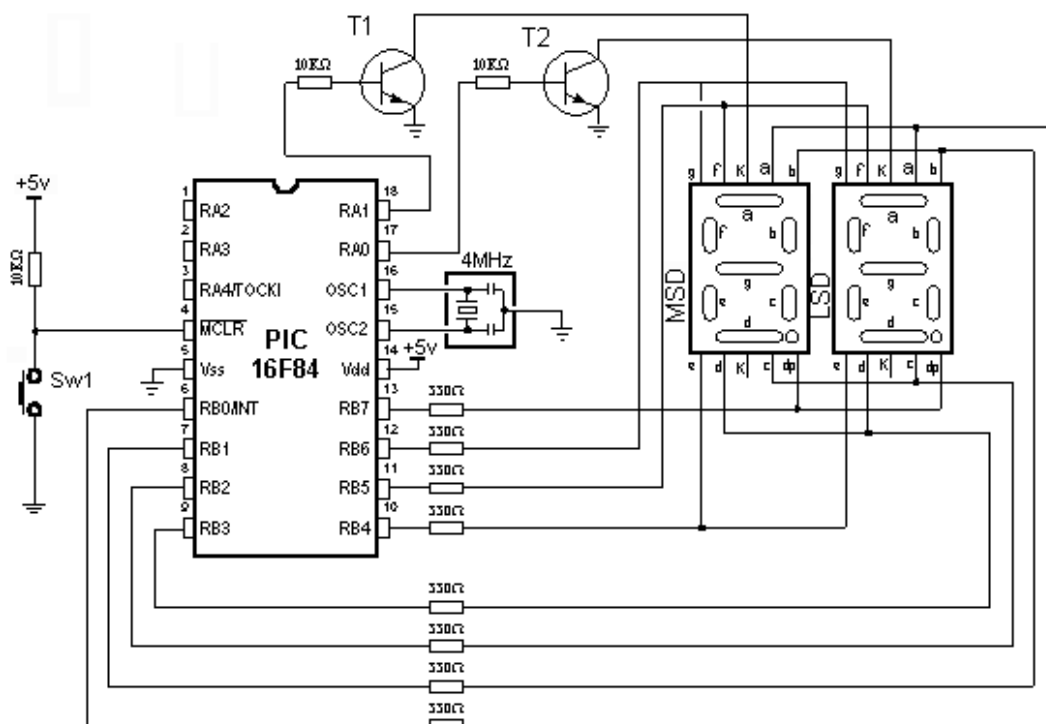 T1
T2
10KΩ
10KΩ
+5v
10KΩ
Sw1
1
RA2
RA1
18
2
RA3
RA0
17
3
RA4/TOCKI
OSC1
16
4
MCLR
OSC2
15
5
Vss
Vdd
14
6
RB0/INT
RB7
13
7
RB1
RB6
12
8
RB2
RB5
11
9
RB3
RB4
10
PIC
16F84
4MHz
+5v
330Ω
330Ω
330Ω
330Ω
330Ω
330Ω
330Ω
330Ω
g f K a b
g f K a b
MSD
a
f b
g
e c
d
LSD
a
f b
g
e c
d
e d K c dp
e d K c dp